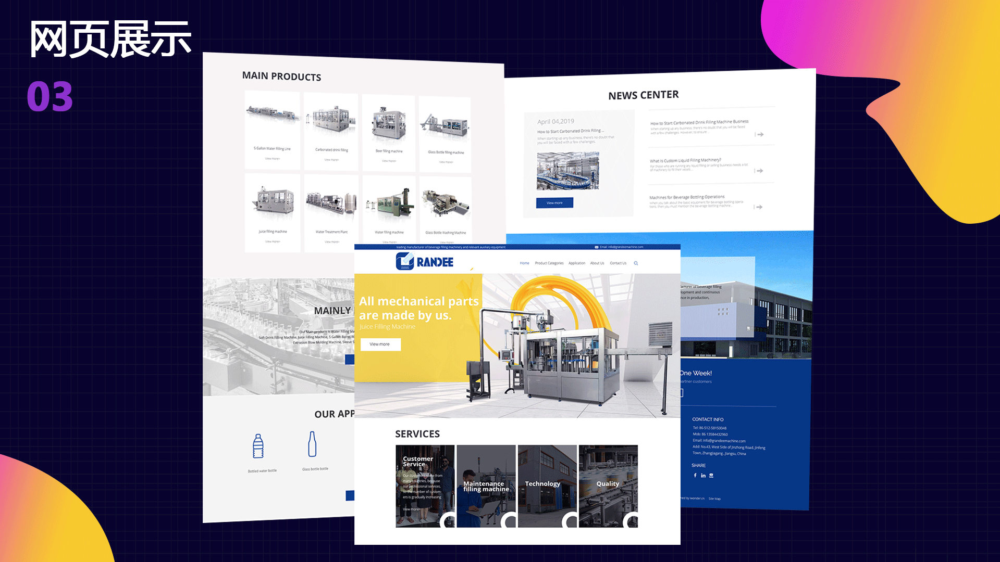 网页展示
03
MAIN PRODUCTS
5 Gallon Water Filling Line
View more>
Carbonated drink filling
View more>
Beer filling machine
View more>
Glass Bottle filling machine
View more>
Juice filling machine
View more>
Water Treatment Plant
View more>
Water filling machine
View more>
Glass Bottle Washing Machine
View more>
MAINLY
Our Main products is Water Filling Ma
Soft Drink Filling Machine, Juice Filling Machine, 5 Gallon Barrel W
Extrusion Blow Molding Machine, Sleeve S
OUR APP
Bottled water bottle
Glass bottle bottle
NEWS CENTER
April 04,2019
How to Start Carbonated Drink Filling ...
When starting up any business, there's no doubt that
you will be faced with a few challenges.
View more
How to Start Carbonated Drink Filling Machine Business
When starting up any business, there's no doubt that you will be faced
with a few challenges. However, to ensure ...
What Is Custom Liquid Filling Machinery?
For those who are running any liquid filling or selling business needs a lot
of machinery to fill their vesels...
Machines for Beverage Bottling Operations
When you talk about the basic equipment for beverage bottling opera-
tions, then you must mention the beverage bottling machine...
acturer of beverage filling
lopment and continuous
nce in production,
One Week!
artner customers
CONTACT INFO
Tel: 86-512-58150048
Mob: 86 13584432960
Email: info@grandeemachine.com
Add: No.43, West Side of Jinzhong Road, Jinfeng
Town, Zhangjiagang , Jiangsu, China
SHARE
ned by iwonder.cn Site Map
leading manufacturer of beverage filling machinery and relevant auxiliary equipment
Email: info@grandeemachine.com
RANDEE
Home Product Categories Application About Us Contact Us
All mechanical parts
are made by us.
Juice Filling Machine
View more
SERVICES
Customer
Service
Our customers come from
many countries, because
our professional services,
so the number of custom-
ers is gradually increasing
View more>
Maintenance
filling machine
Technology
Quality